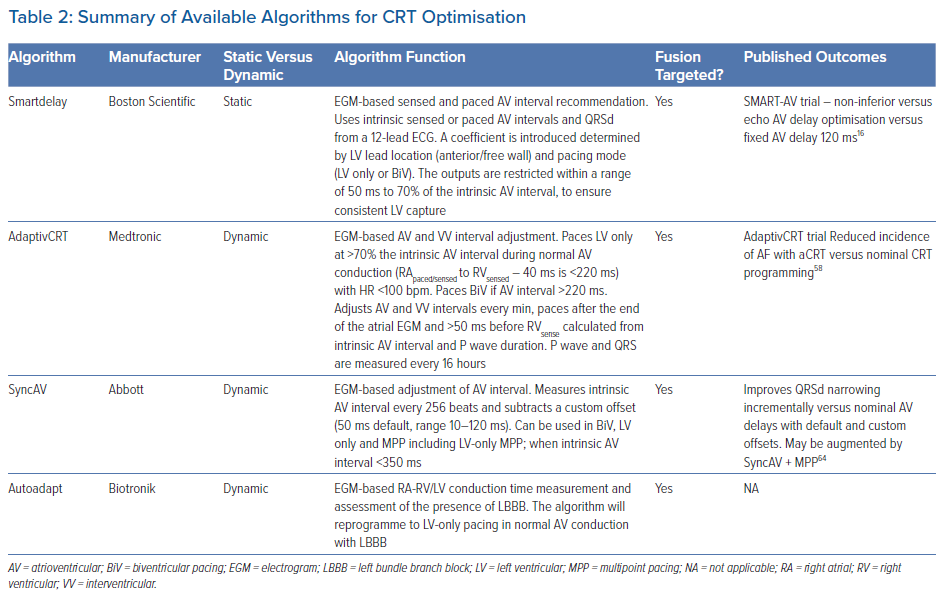 Table 2: Summary of Available Algorithms for CRT Optimisation
Algorithm Manufacturer Static Versus Dynamic Algorithm Function Fusion Targeted? Published Outcomes
Smartdelay Boston Scientific Static EGM-based sensed and paced AV interval recommendation. Yes SMART-AV trial – non-inferior versus
Uses intrinsic sensed or paced AV intervals and QRSd echo AV delay optimisation versus
from a 12-lead ECG. A coefficient is introduced determined fixed AV delay 120 ms16
by LV lead location (anterior/free wall) and pacing mode
(LV only or BiV). The outputs are restricted within a range
of 50 ms to 70% of the intrinsic AV interval, to ensure
consistent LV capture
AdaptivCRT Medtronic Dynamic EGM-based AV and VV interval adjustment. Paces LV only Yes AdaptivCRT trial Reduced incidence
at >70% the intrinsic AV interval during normal AV of AF with aCRT versus nominal CRT
conduction (RApaced/sensed to RVsensed – 40 ms is <220 ms) programming58
with HR <100 bpm. Paces BiV if AV interval >220 ms.
Adjusts AV and VV intervals every min, paces after the end
of the atrial EGM and >50 ms before RVsense calculated from
intrinsic AV interval and P wave duration. P wave and QRS
are measured every 16 hours
SyncAV Abbott Dynamic EGM-based adjustment of AV interval. Measures intrinsic Yes Improves QRSd narrowing
AV interval every 256 beats and subtracts a custom offset incrementally versus nominal AV
(50 ms default, range 10–120 ms). Can be used in BiV, LV delays with default and custom
only and MPP including LV-only MPP; when intrinsic AV offsets. May be augmented by
interval <350 ms SyncAV + MPP64
Autoadapt Biotronik Dynamic EGM-based RA-RV/LV conduction time measurement and Yes NA
assessment of the presence of LBBB. The algorithm will
reprogramme to LV-only pacing in normal AV conduction
with LBBB
AV = atrioventricular; BiV = biventricular pacing; EGM = electrogram; LBBB = left bundle branch block; LV = left ventricular; MPP = multipoint pacing; NA = not applicable; RA = right atrial; RV = right
ventricular; VV = interventricular.